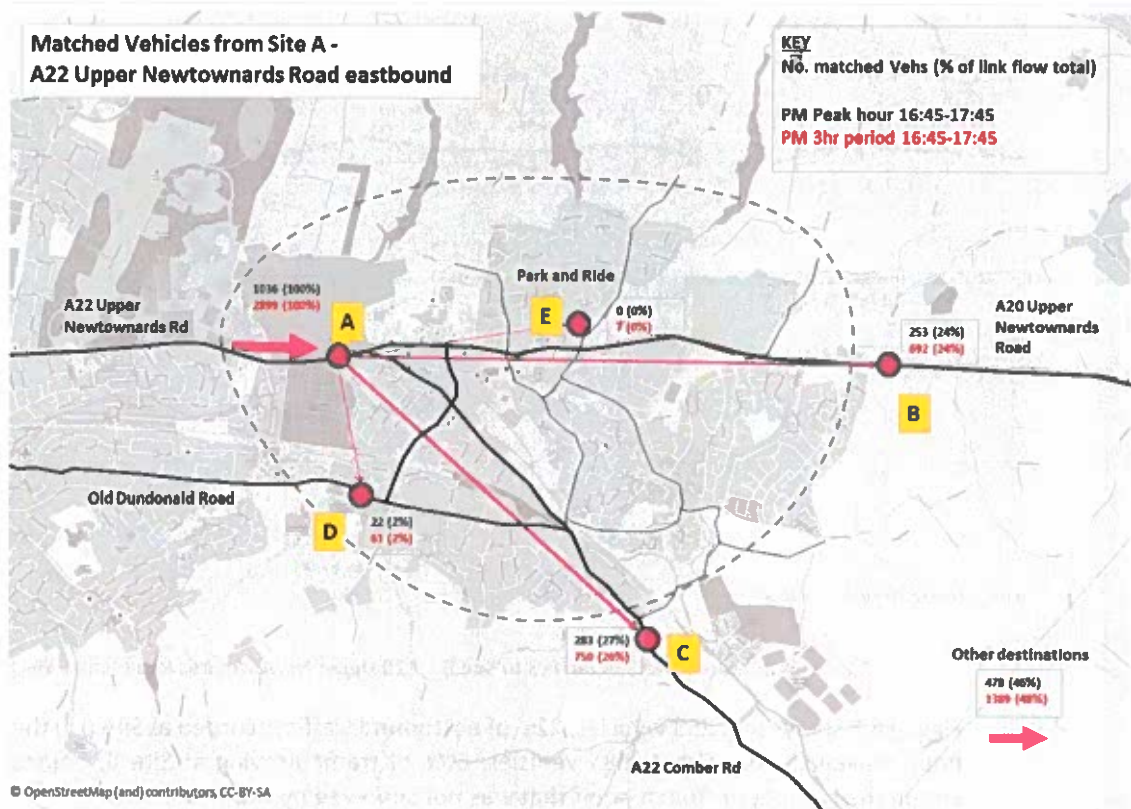 Matched Vehicles from Site A -
A22 Upper Newtownards Road eastbound
KEY
No. matched Vehs (% of link flow total)
PM Peak hour 16:45-17:45
PM 3hr period 16:45-17:45
Park and Ride
1036 (100%)
2899 (100%)
A22 Upper
Newtownards Rd
A
E
0 (0%)
7 (0%)
253 (24%)
692 (24%)
A20 Upper
Newtownards
Road
B
Old Dundonald Road
D
22 (2%)
61 (2%)
283 (27%)
750 (26%)
C
Other destinations
478 (46%)
1389 (48%)
A22 Comber Rd
© OpenStreetMap (and) contributors, CC-BY-SA